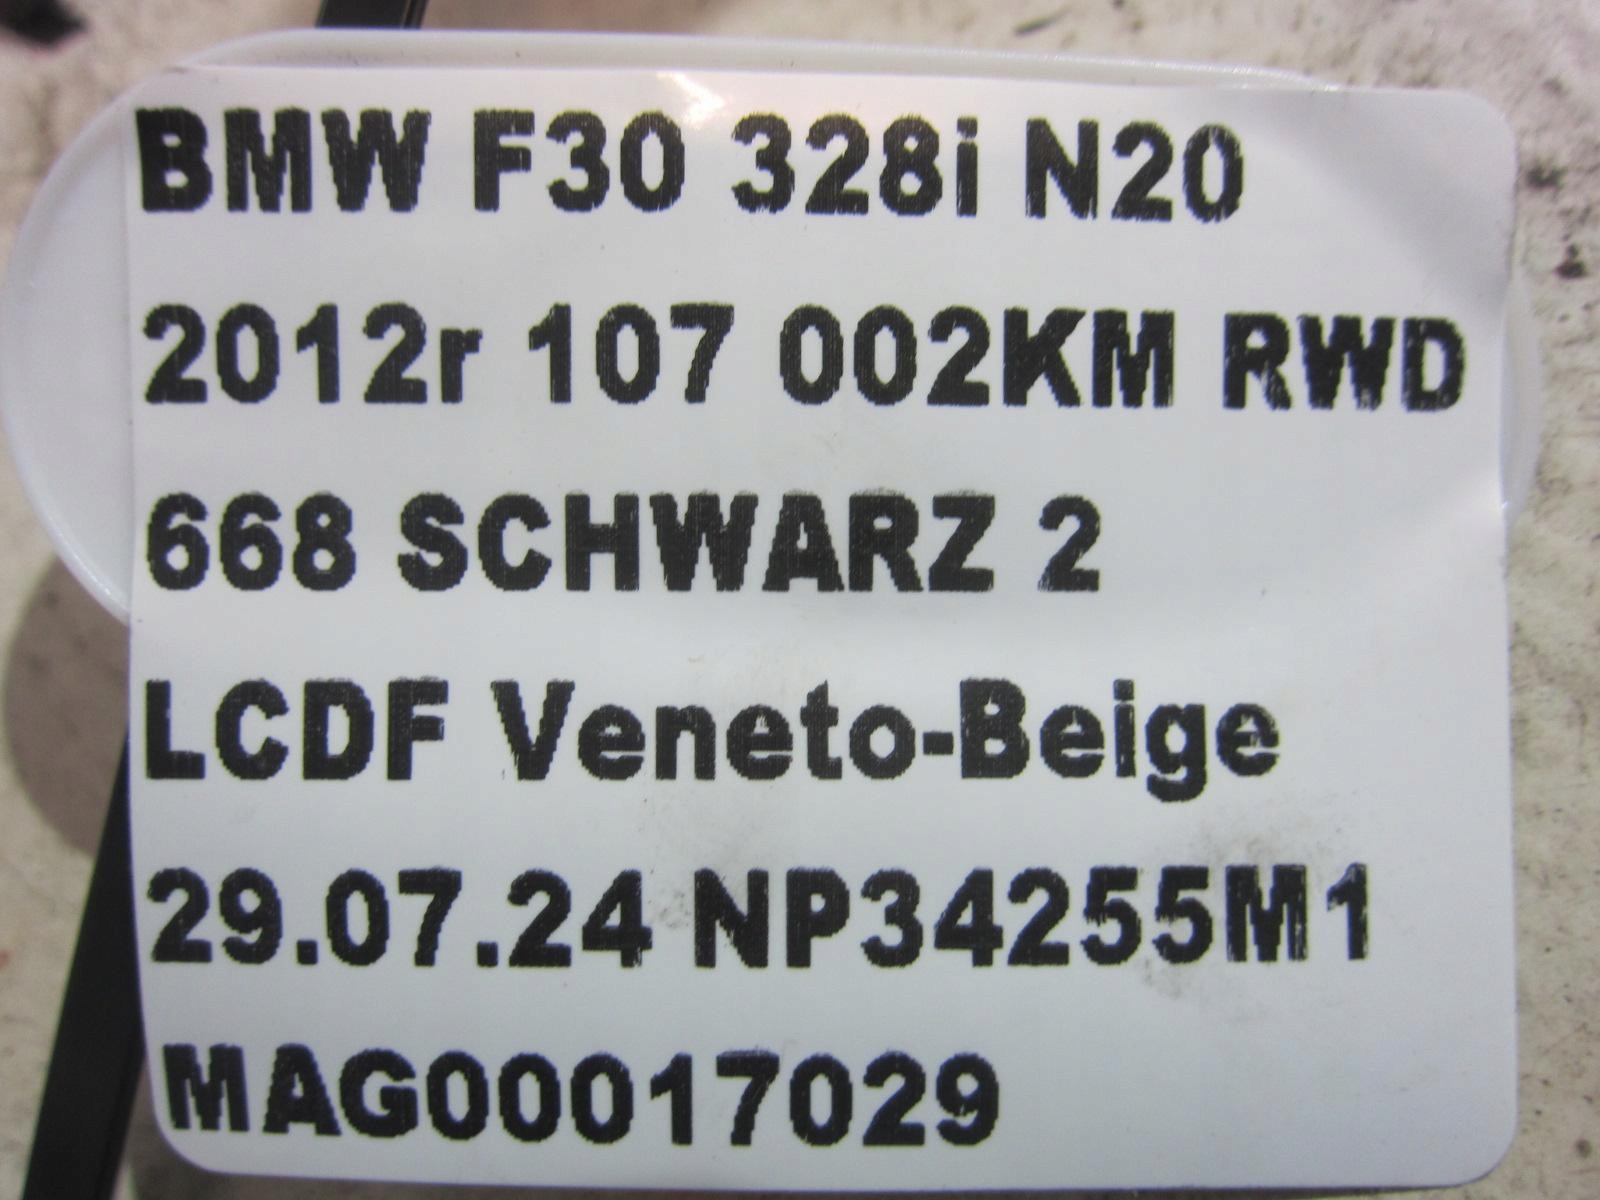 BMW F30 328i N20
2012r 107 002KM RWD
668 SCHWARZ 2
LCDF Veneto-Beige
29.07.24 NP34255M1
MAG00017029